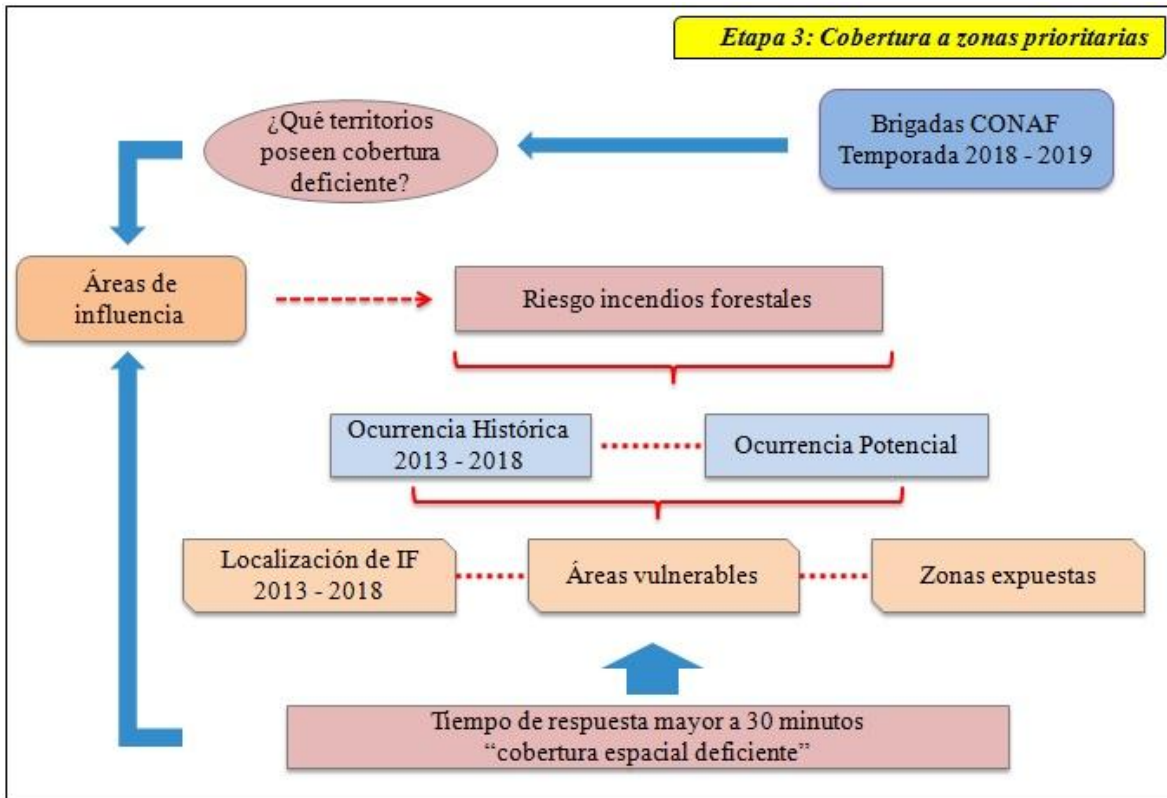 Etapa 3: Cobertura a zonas prioritarias
¿Qué territorios
poseen cobertura
deficiente?
Brigadas CONAF
Temporada 2018 - 2019
Áreas de
influencia
Riesgo incendios forestales
Ocurrencia Histórica
2013 - 2018
Ocurrencia Potencial
Localización de IF
2013 - 2018
Áreas vulnerables
Zonas expuestas
Tiempo de respuesta mayor a 30 minutos
“cobertura espacial deficiente”